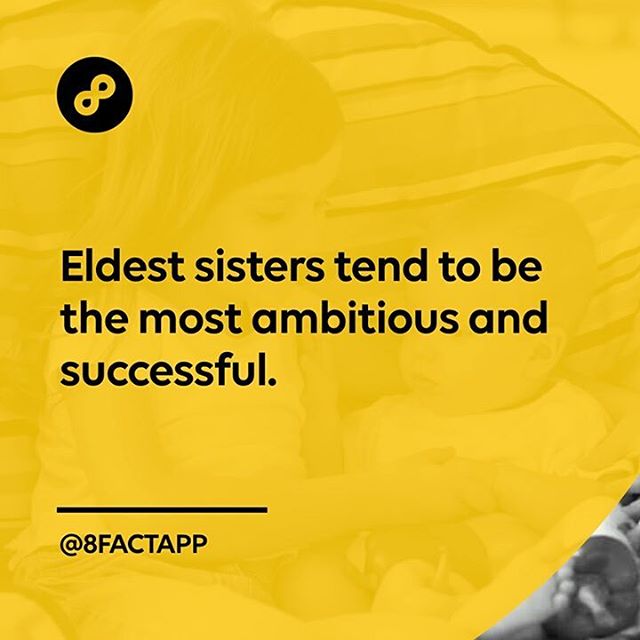 Eldest sisters tend to be
the most ambitious and
successful.
@8FACTAPP